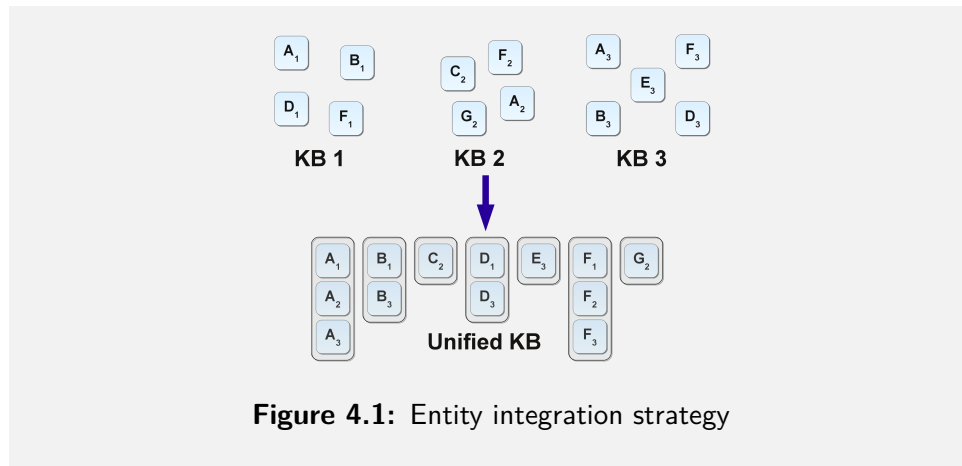 A₁ B₁ F₂ A₃ F₃
C₂ E₃
D₁ F₁ G₂ A₂ B₃ D₃
KB 1 KB 2 KB 3
A₁ B₁ C₂ D₁ E₃ F₁ G₂
A₂ B₃ D₃ F₂
A₃ Unified KB F₃
Figure 4.1: Entity integration strategy